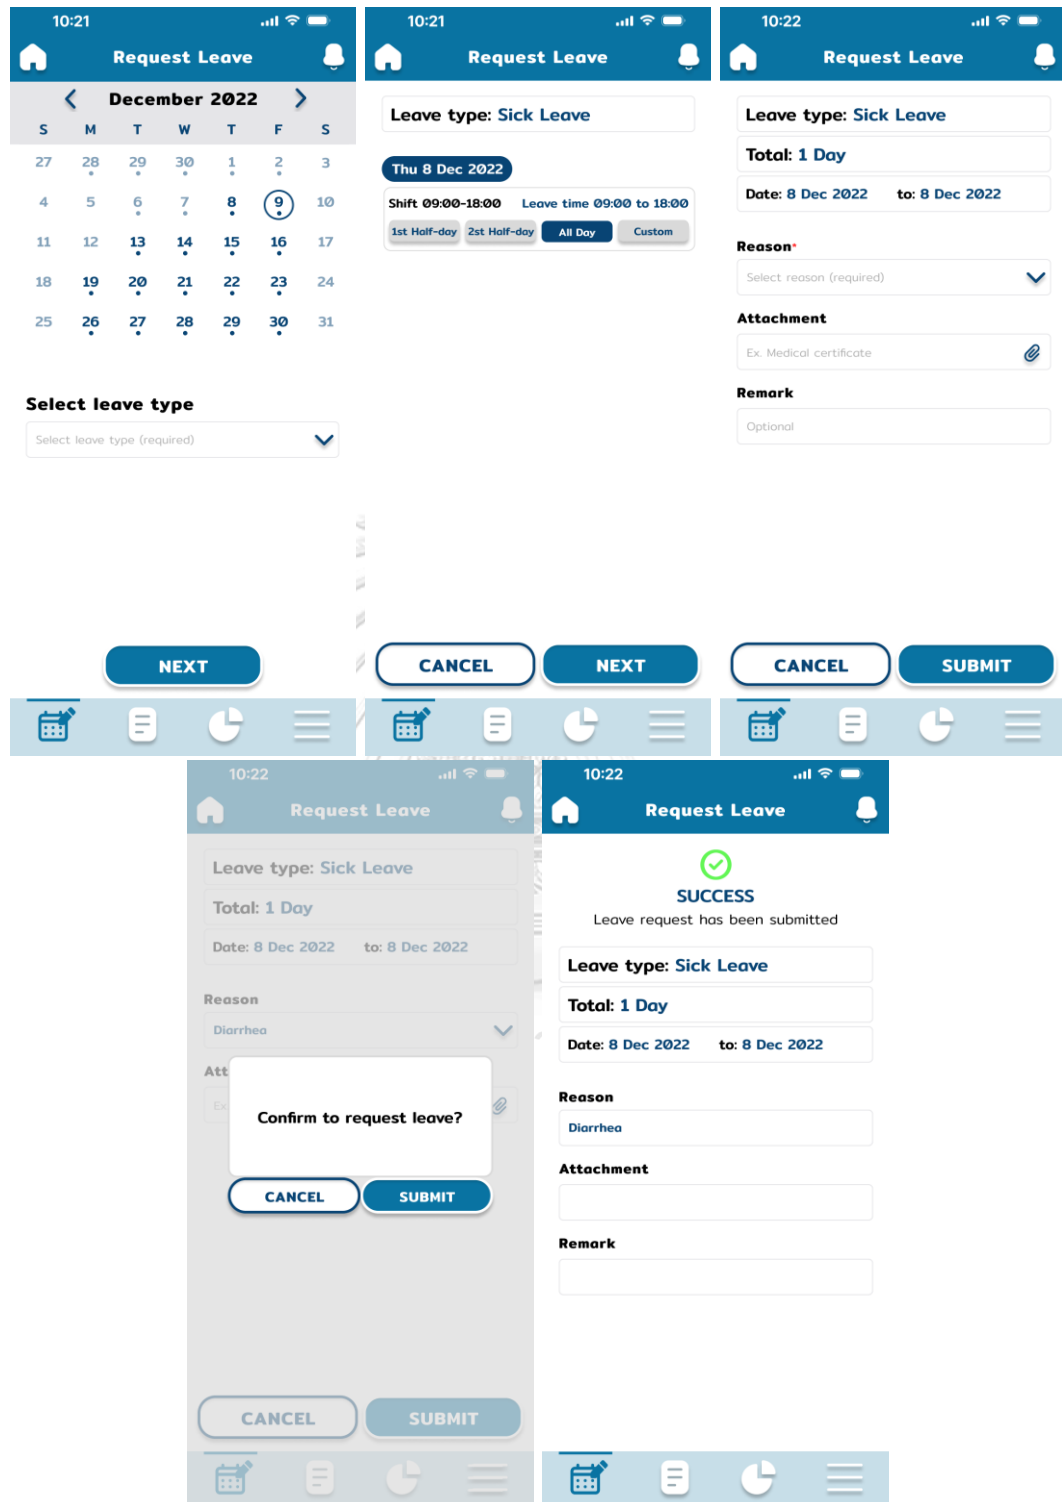 10:21
Request Leave
December 2022
S M T W T F S
27 28 29 30 1 2 3
4 5 6 7 8 9 10
11 12 13 14 15 16 17
18 19 20 21 22 23 24
25 26 27 28 29 30 31
Select leave type
Select leave type (required)
NEXT
10:21
Request Leave
Leave type: Sick Leave
Thu 8 Dec 2022
Shift 09:00-18:00 Leave time 09:00 to 18:00
1st Half-day 2st Half-day All Day Custom
CANCEL NEXT
10:22
Request Leave
Leave type: Sick Leave
Total: 1 Day
Date: 8 Dec 2022 to: 8 Dec 2022
Reason*
Select reason (required)
Attachment
Ex. Medical certificate
Remark
Optional
CANCEL SUBMIT
10:22
Request Leave
Leave type: Sick Leave
Total: 1 Day
Date: 8 Dec 2022 to: 8 Dec 2022
Reason
Diarrhea
Att
Ex
Confirm to request leave?
CANCEL SUBMIT
CANCEL SUBMIT
10:22
Request Leave
SUCCESS
Leave request has been submitted
Leave type: Sick Leave
Total: 1 Day
Date: 8 Dec 2022 to: 8 Dec 2022
Reason
Diarrhea
Attachment
Remark